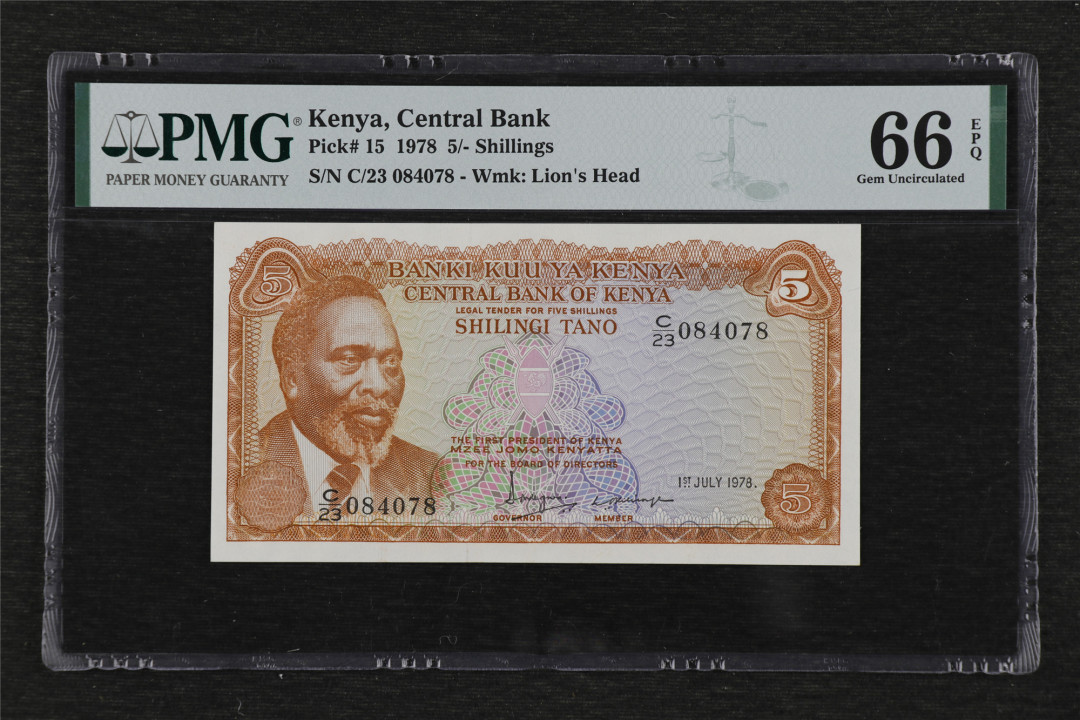 PMG®
PAPER MONEY GUARANTY
Kenya, Central Bank
Pick# 15 1978 5/- Shillings
S/N C/23 084078 - Wmk: Lion's Head
66
EPQ
Gem Uncirculated
5
BANKI KUU YA KENYA
5
CENTRAL BANK OF KENYA
LEGAL TENDER FOR FIVE SHILLINGS
SHILINGI TANO
C/23 084078
THE FIRST PRESIDENT OF KENYA
MZEE JOMO KENYATTA
FOR THE BOARD OF DIRECTORS
1ST JULY 1978.
C/23 084078
5
GOVERNOR MEMBER